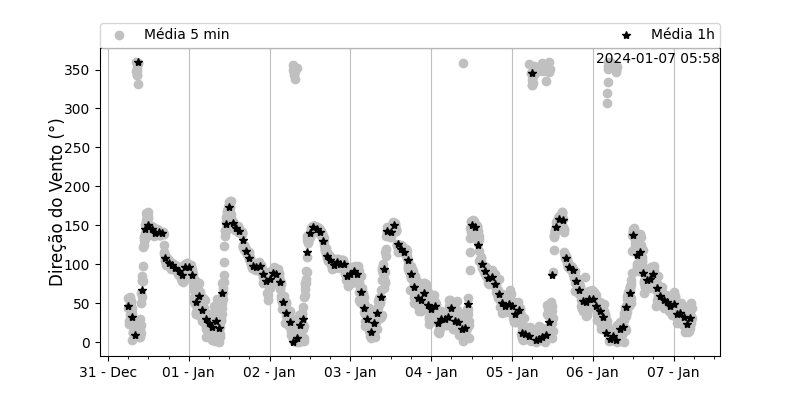 Média 5 min
Média 1h
2024-01-07 05:58
Direção do Vento (°)
350
300
250
200
150
100
50
0
31 - Dec
01 - Jan
02 - Jan
03 - Jan
04 - Jan
05 - Jan
06 - Jan
07 - Jan